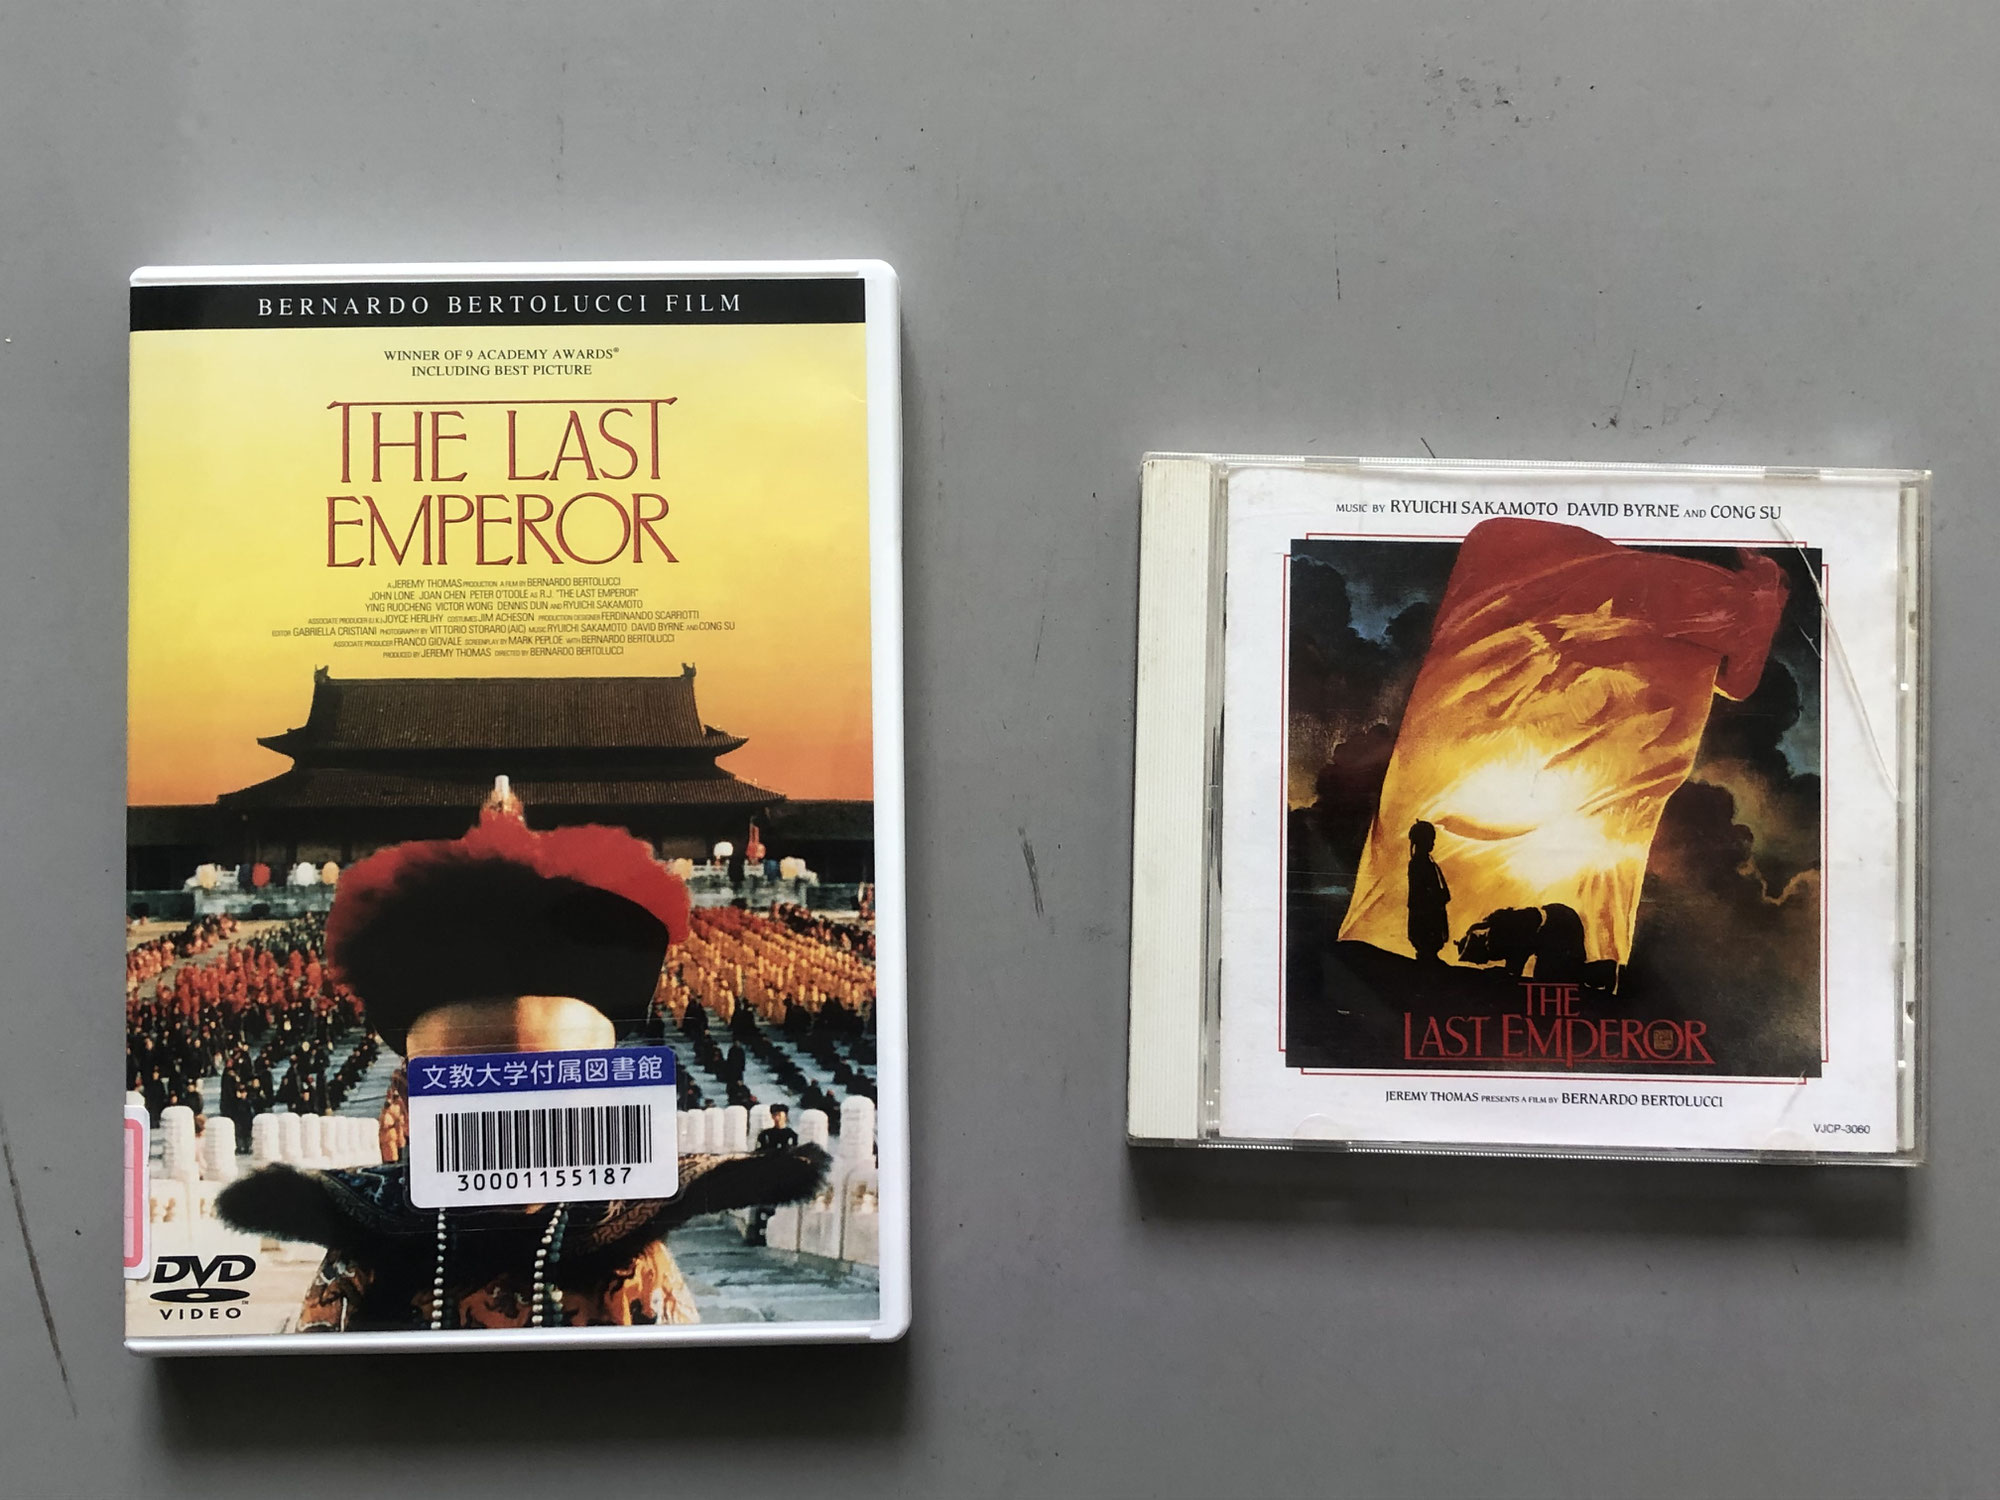 BERNARDO BERTOLUCCI FILM
WINNER OF 9 ACADEMY AWARDS®
INCLUDING BEST PICTURE
THE LAST
EMPEROR
A JEREMY THOMAS PRODUCTION A FILM BY BERNARDO BERTOLUCCI
JOHN LONE JOAN CHEN PETER O'TOOLE AS R.J. "THE LAST EMPEROR"
YING RUOCHENG VICTOR WONG DENNIS DUN AND RYUICHI SAKAMOTO
ASSOCIATE PRODUCER (U.K.) JOYCE HERLIHY COSTUMES JIM ACHESON PRODUCTION DESIGNER FERDINANDO SCARFIOTTI
EDITOR GABRIELLA CRISTIANI PHOTOGRAPHY BY VITTORIO STORARO (AIC) MUSIC RYUICHI SAKAMOTO DAVID BYRNE AND CONG SU
ASSOCIATE PRODUCER FRANCO GIOVALE SCREENPLAY BY MARK PEPLOE WITH BERNARDO BERTOLUCCI
PRODUCED BY JEREMY THOMAS DIRECTED BY BERNARDO BERTOLUCCI
文教大学付属図書館
30001155187
DVD
VIDEO
MUSIC BY RYUICHI SAKAMOTO DAVID BYRNE AND CONG SU
THE
LAST EMPEROR
JEREMY THOMAS PRESENTS A FILM BY BERNARDO BERTOLUCCI
VJCP-3060